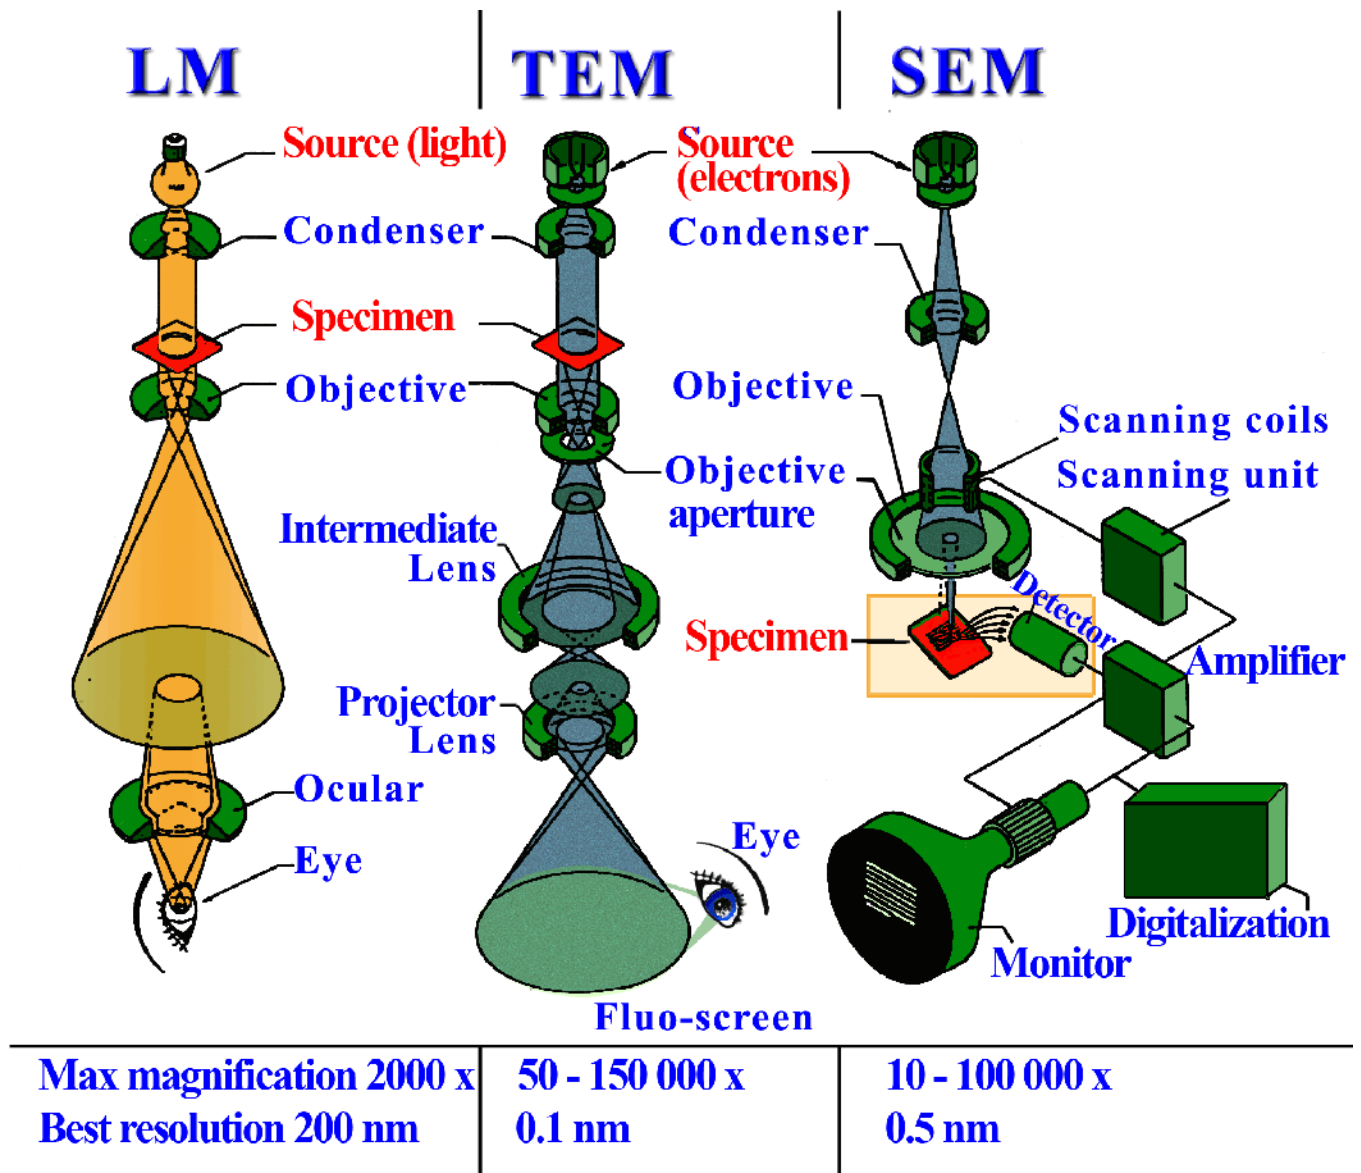 LM
TEM
SEM
Source (light)
Source
(electrons)
Condenser
Condenser
Specimen
Objective
Objective
Scanning coils
Scanning unit
Objective
aperture
Intermediate
Lens
Detector
Specimen
Amplifier
Projector
Lens
Ocular
Eye
Eye
Digitalization
Monitor
Fluo-screen
Max magnification 2000 x
50 - 150 000 x
10 - 100 000 x
Best resolution 200 nm
0.1 nm
0.5 nm